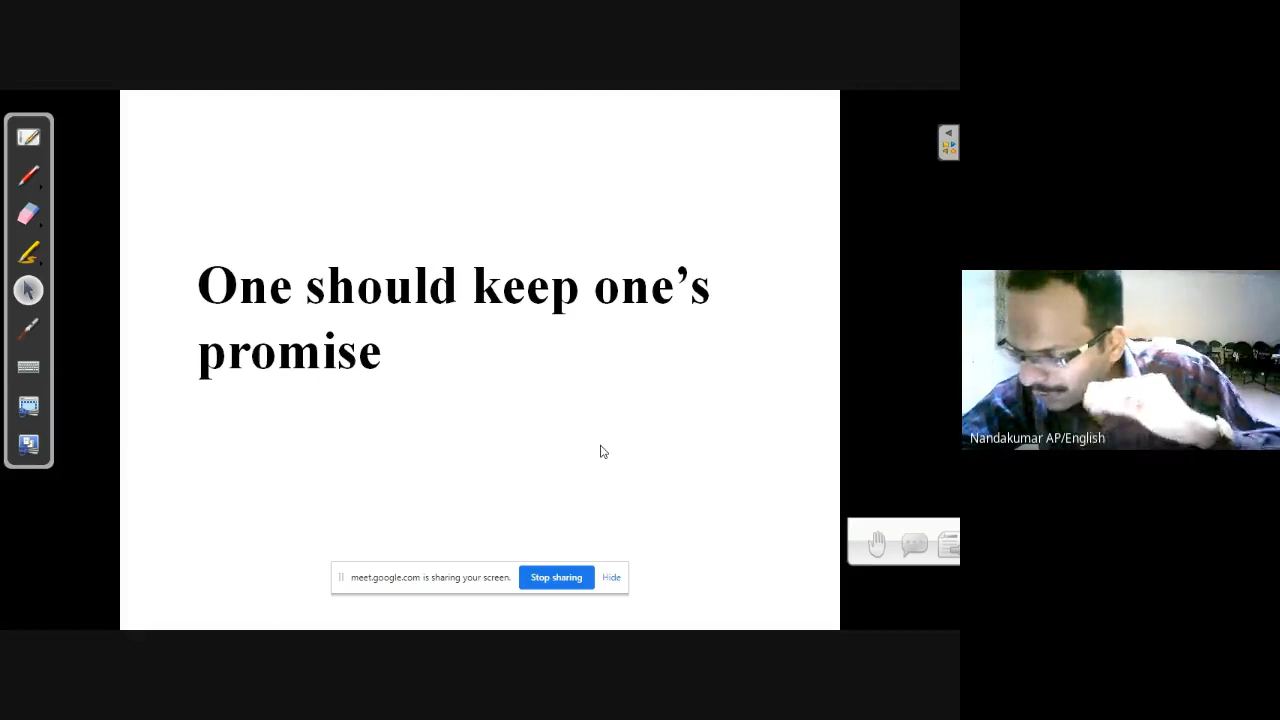 One should keep one’s
promise
Nandakumar AP/English
meet.google.com is sharing your screen.
Stop sharing
Hide